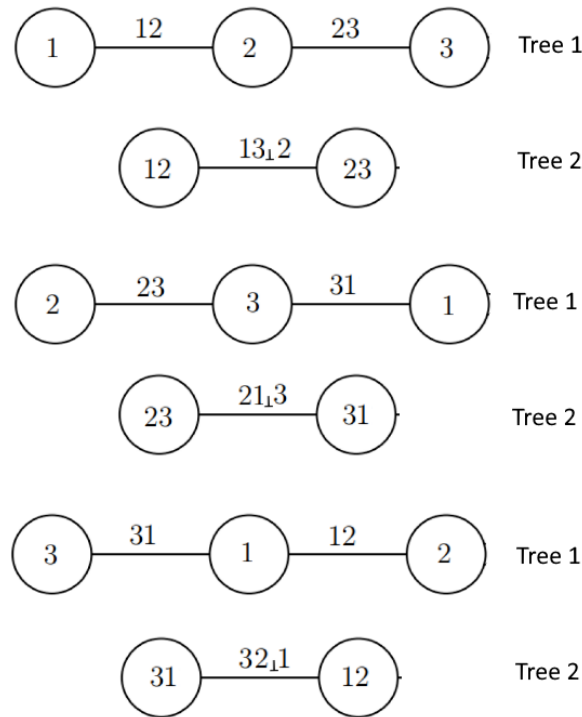 12 23
1 2 3 Tree 1
13⊥2
12 23 Tree 2
23 31
2 3 1 Tree 1
21⊥3
23 31 Tree 2
31 12
3 1 2 Tree 1
32⊥1
31 12 Tree 2